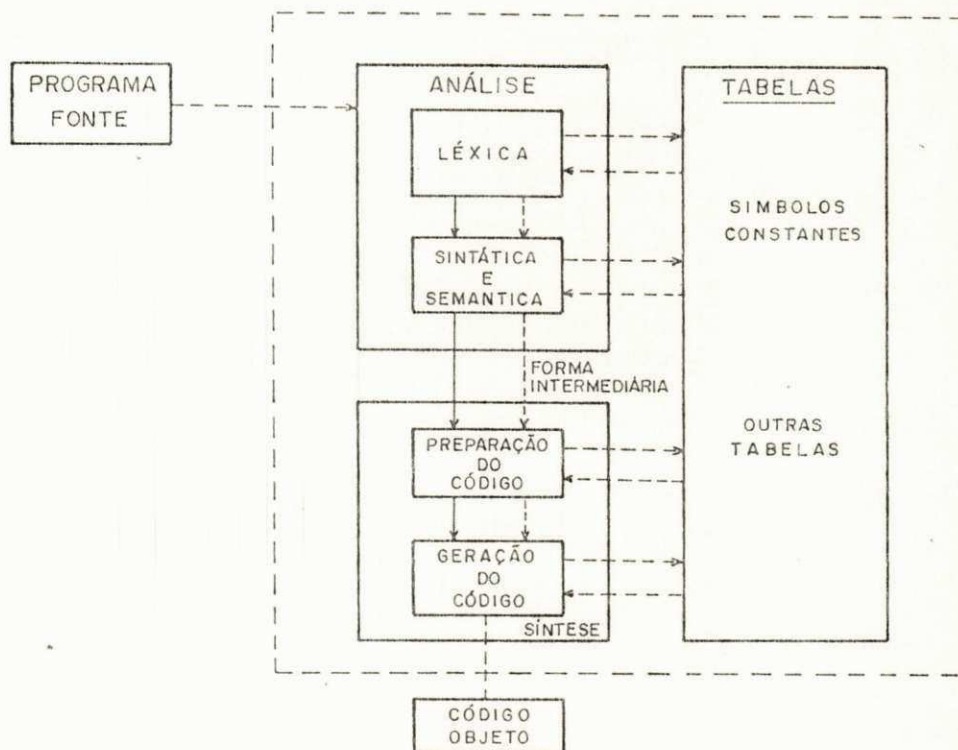 PROGRAMA
FONTE
ANÁLISE
LÉXICA
SINTÁTICA
E
SEMANTICA
FORMA
INTERMEDIÁRIA
PREPARAÇÃO
DO
CÓDIGO
GERAÇÃO
DO
CÓDIGO
SÍNTESE
CÓDIGO
OBJETO
TABELAS
SIMBOLOS
CONSTANTES
OUTRAS
TABELAS